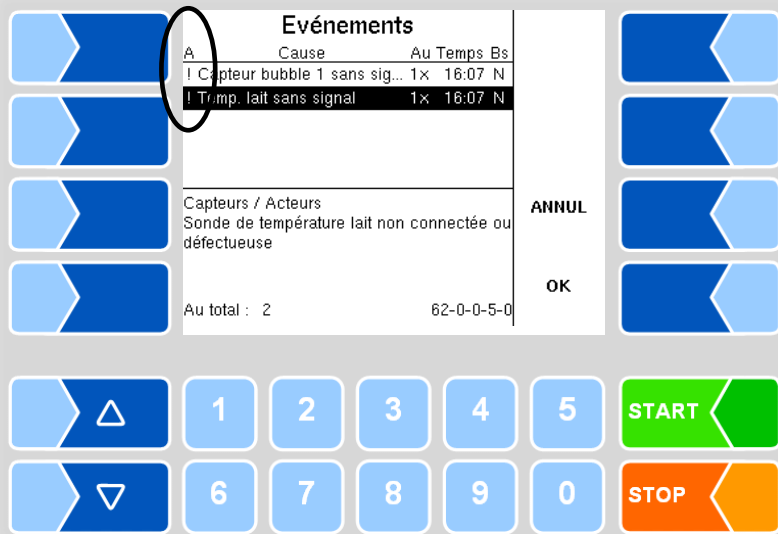 Evénements
A Cause Au Temps Bs
! Capteur bubble 1 sans sig... 1x 16:07 N
! Temp. lait sans signal 1x 16:07 N
Capteurs / Acteurs
Sonde de température lait non connectée ou
défectueuse
ANNUL
OK
Au total : 2 62-0-0-5-0
1 2 3 4 5 START
6 7 8 9 0 STOP